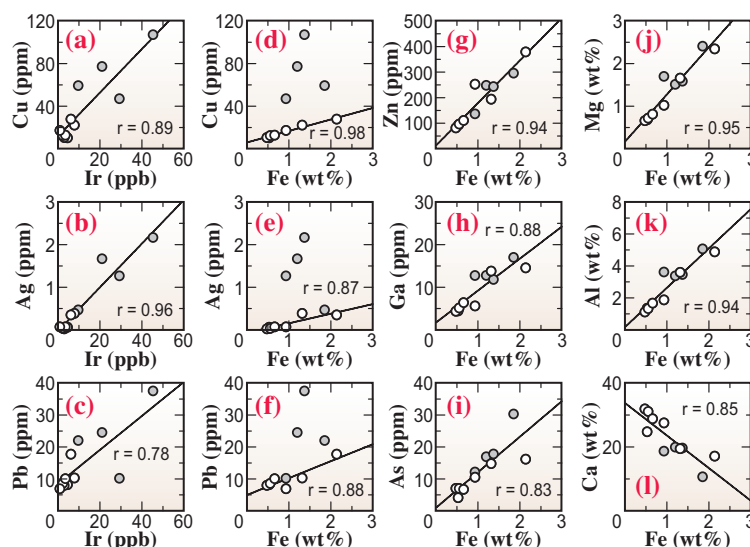 (a)
Cu (ppm)
120
80
40
r = 0.89
0
20
40
60
Ir (ppb)
(d)
Cu (ppm)
120
80
40
r = 0.98
0
1
2
3
Fe (wt%)
(g)
Zn (ppm)
500
400
300
200
100
r = 0.94
0
1
2
3
Fe (wt%)
(j)
Mg (wt%)
3
2
1
r = 0.95
0
1
2
3
Fe (wt%)
(b)
Ag (ppm)
3
2
1
0
r = 0.96
0
20
40
60
Ir (ppb)
(e)
Ag (ppm)
3
2
1
0
r = 0.87
0
1
2
3
Fe (wt%)
(h)
Ga (ppm)
30
20
10
0
r = 0.88
0
1
2
3
Fe (wt%)
(k)
Al (wt%)
8
6
4
2
0
r = 0.94
0
1
2
3
Fe (wt%)
(c)
Pb (ppm)
40
30
20
10
0
r = 0.78
0
20
40
60
Ir (ppb)
(f)
Pb (ppm)
40
30
20
10
0
r = 0.88
0
1
2
3
Fe (wt%)
(i)
As (ppm)
40
30
20
10
0
r = 0.83
0
1
2
3
Fe (wt%)
(l)
Ca (wt%)
40
20
0
r = 0.85
0
1
2
3
Fe (wt%)